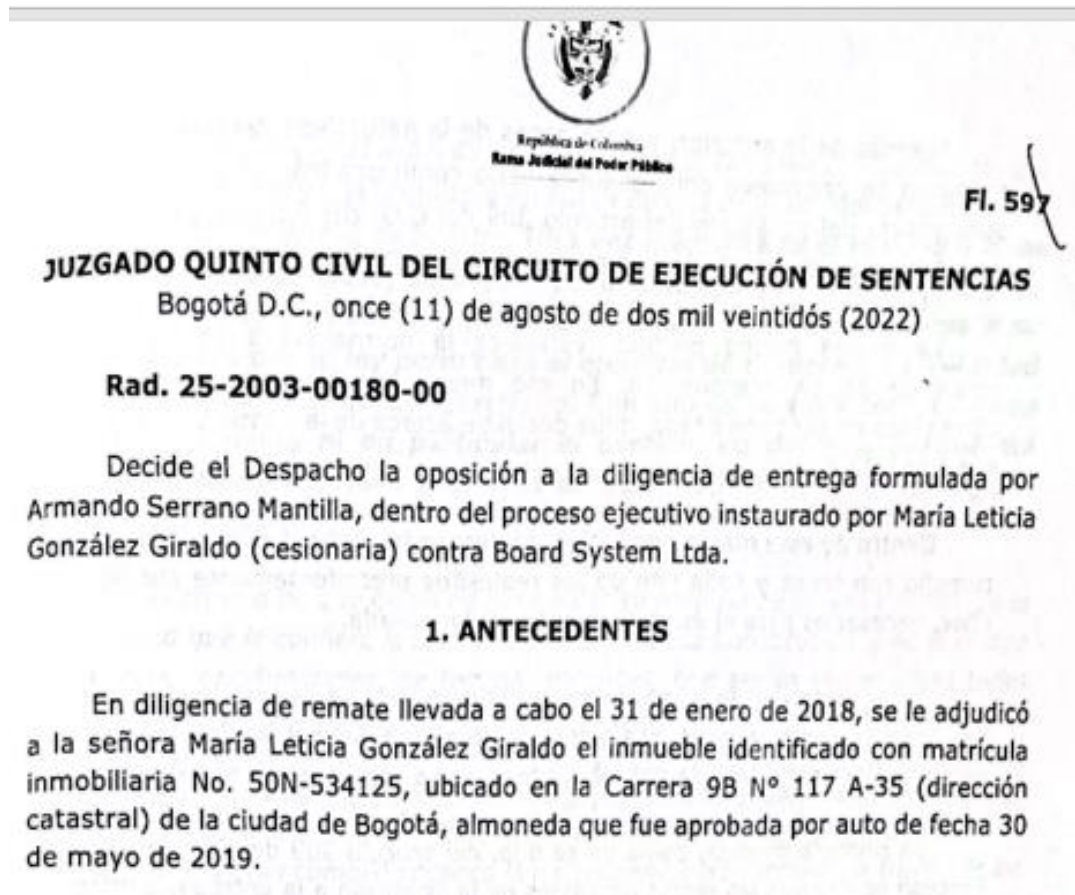 República de Colombia
Rama Judicial del Poder Público
Fl. 597
JUZGADO QUINTO CIVIL DEL CIRCUITO DE EJECUCIÓN DE SENTENCIAS
Bogotá D.C., once (11) de agosto de dos mil veintidós (2022)
Rad. 25-2003-00180-00
Decide el Despacho la oposición a la diligencia de entrega formulada por
Armando Serrano Mantilla, dentro del proceso ejecutivo instaurado por María Leticia
González Giraldo (cesionaria) contra Board System Ltda.
1. ANTECEDENTES
En diligencia de remate llevada a cabo el 31 de enero de 2018, se le adjudicó
a la señora María Leticia González Giraldo el inmueble identificado con matrícula
inmobiliaria No. 50N-534125, ubicado en la Carrera 9B N° 117 A-35 (dirección
catastral) de la ciudad de Bogotá, almoneda que fue aprobada por auto de fecha 30
de mayo de 2019.